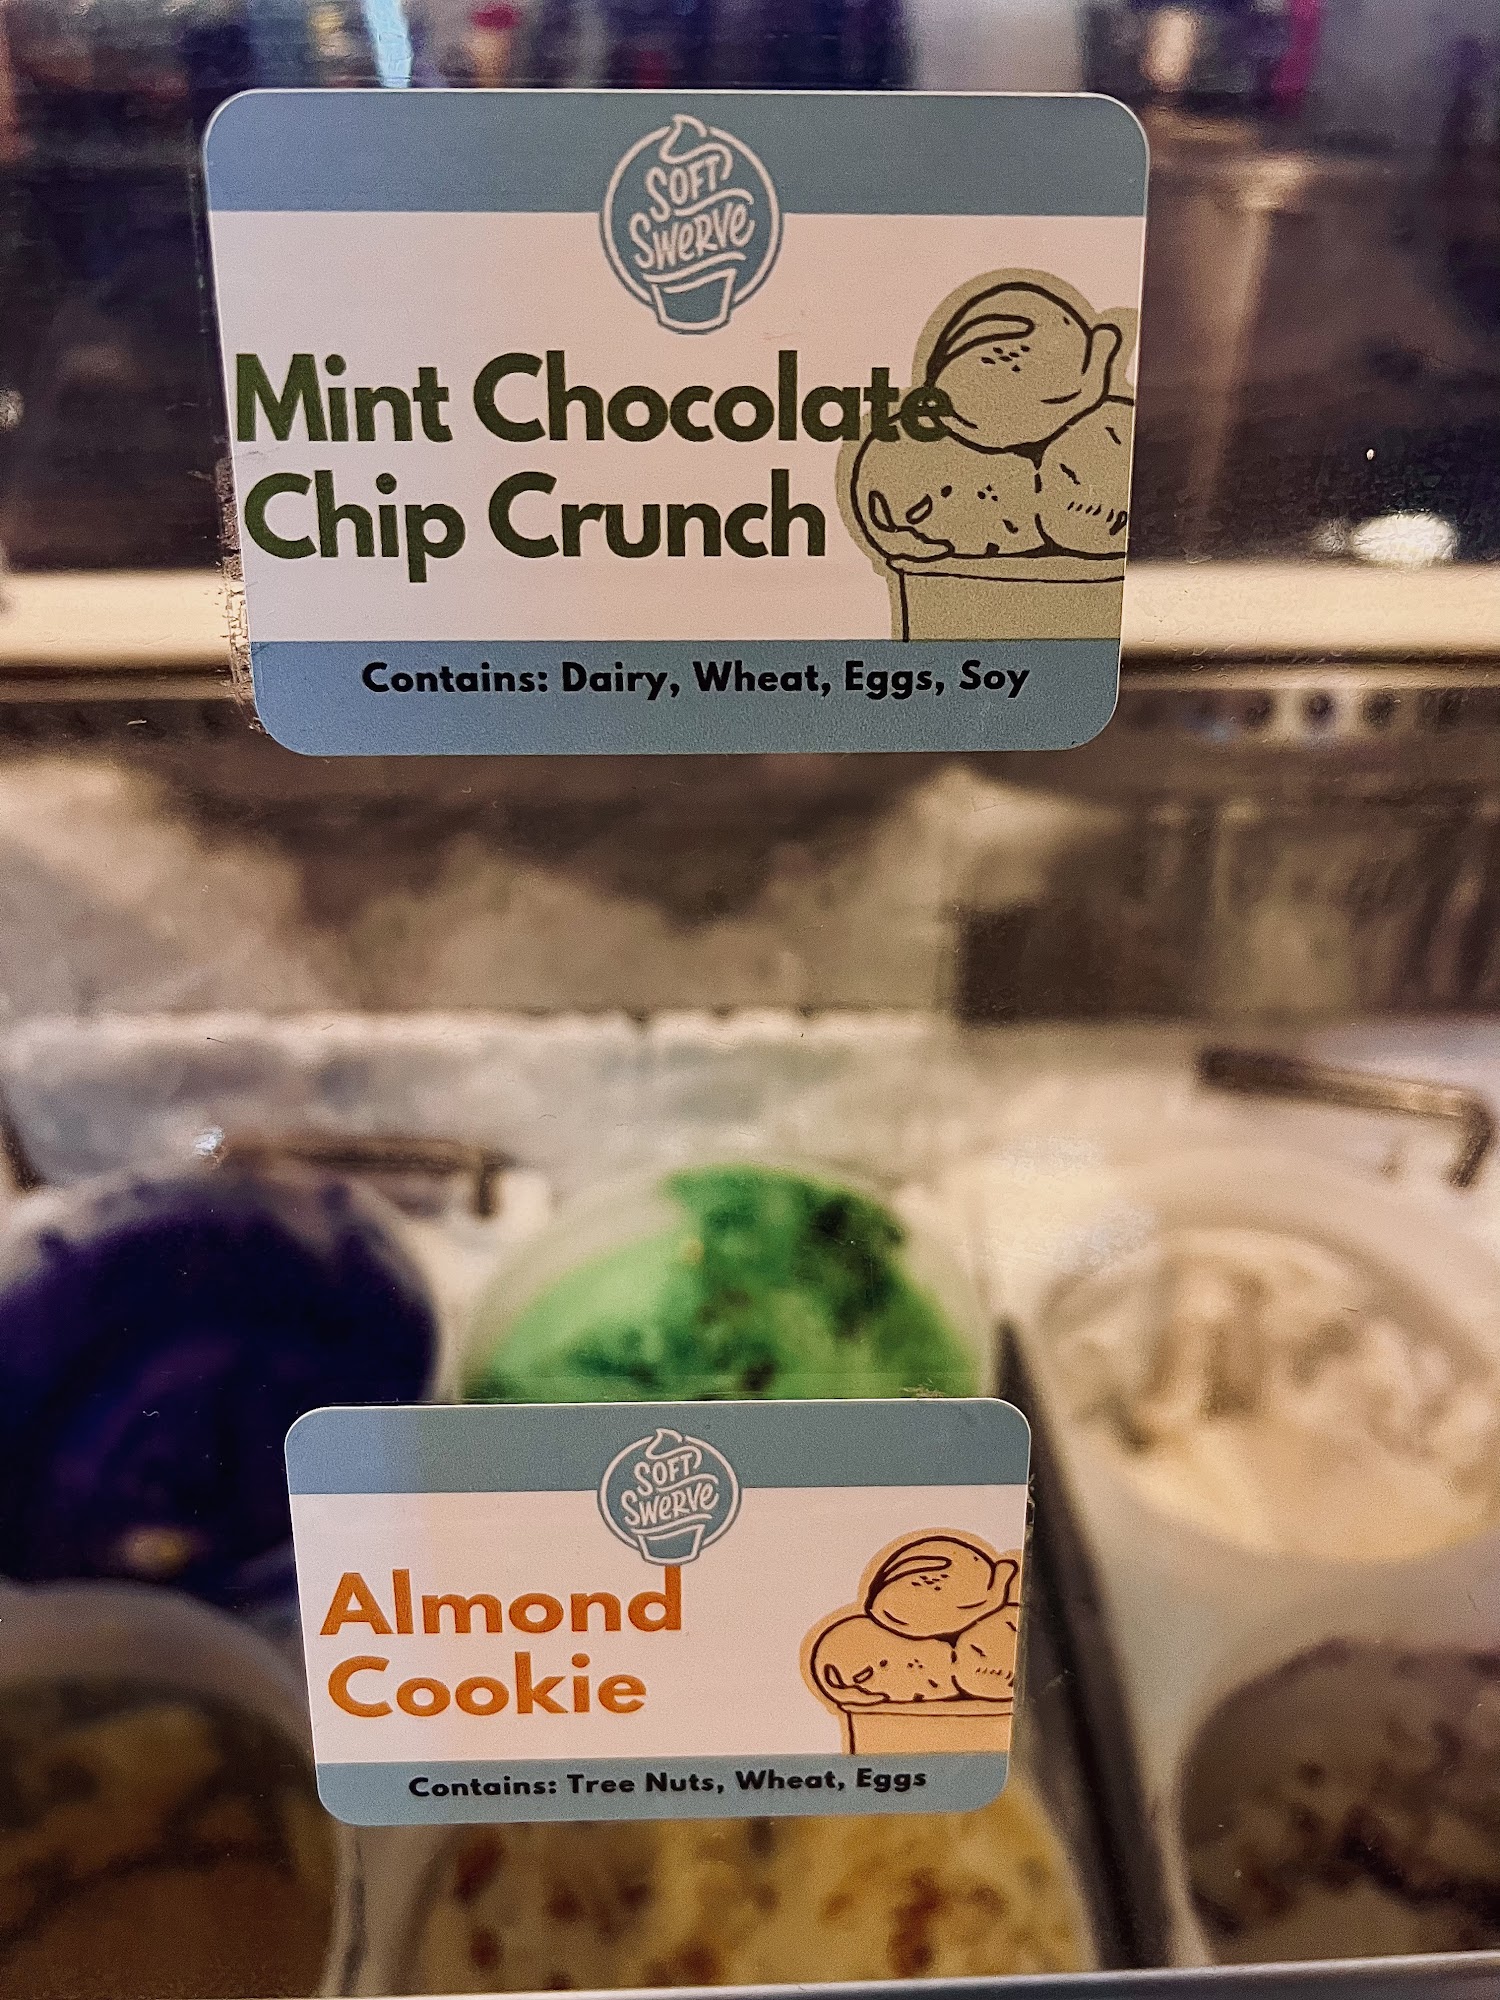 SOFT
SWERVE
Mint Chocolate
Chip Crunch
Contains: Dairy, Wheat, Eggs, Soy
SOFT
SWERVE
Almond
Cookie
Contains: Tree Nuts, Wheat, Eggs